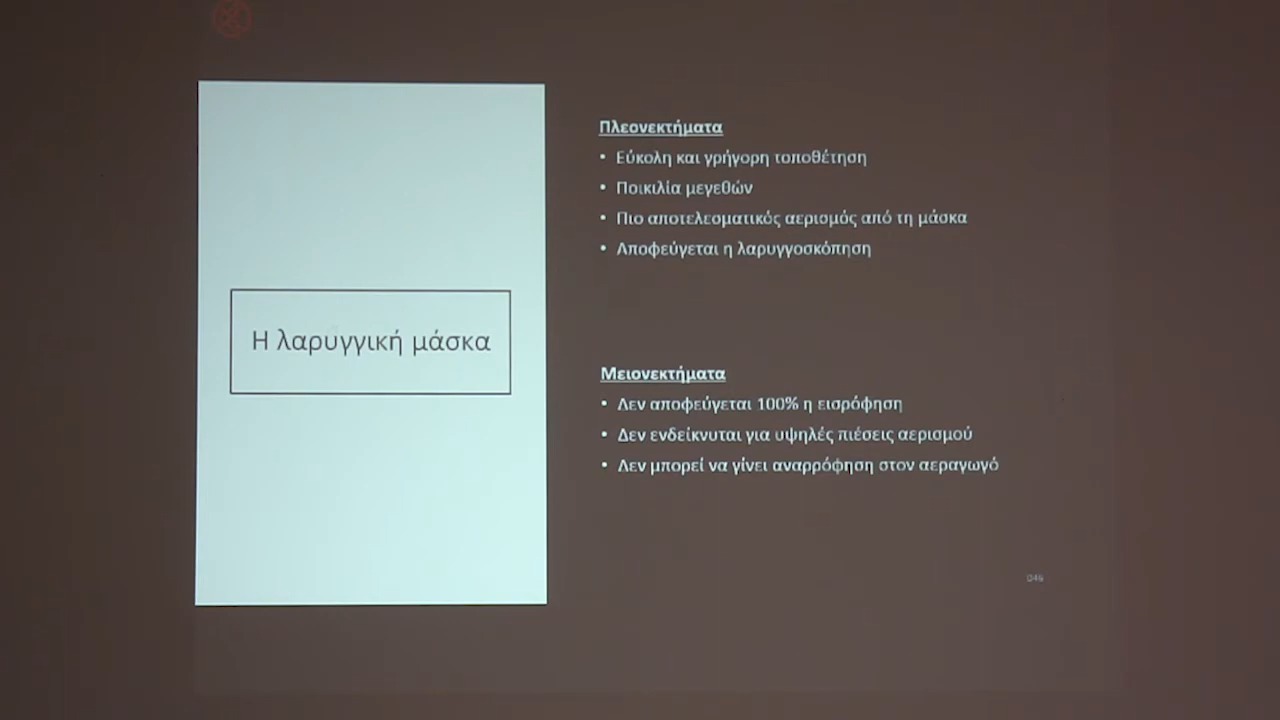 Η λαρυγγική μάσκα
Πλεονεκτήματα
• Εύκολη και γρήγορη τοποθέτηση
• Ποικιλία μεγεθών
• Πιο αποτελεσματικός αερισμός από τη μάσκα
• Αποφεύγεται η λαρυγγοσκόπηση
Μειονεκτήματα
• Δεν αποφεύγεται 100% η εισρόφηση
• Δεν ενδείκνυται για υψηλές πιέσεις αερισμού
• Δεν μπορεί να γίνει αναρρόφηση στον αεραγωγό